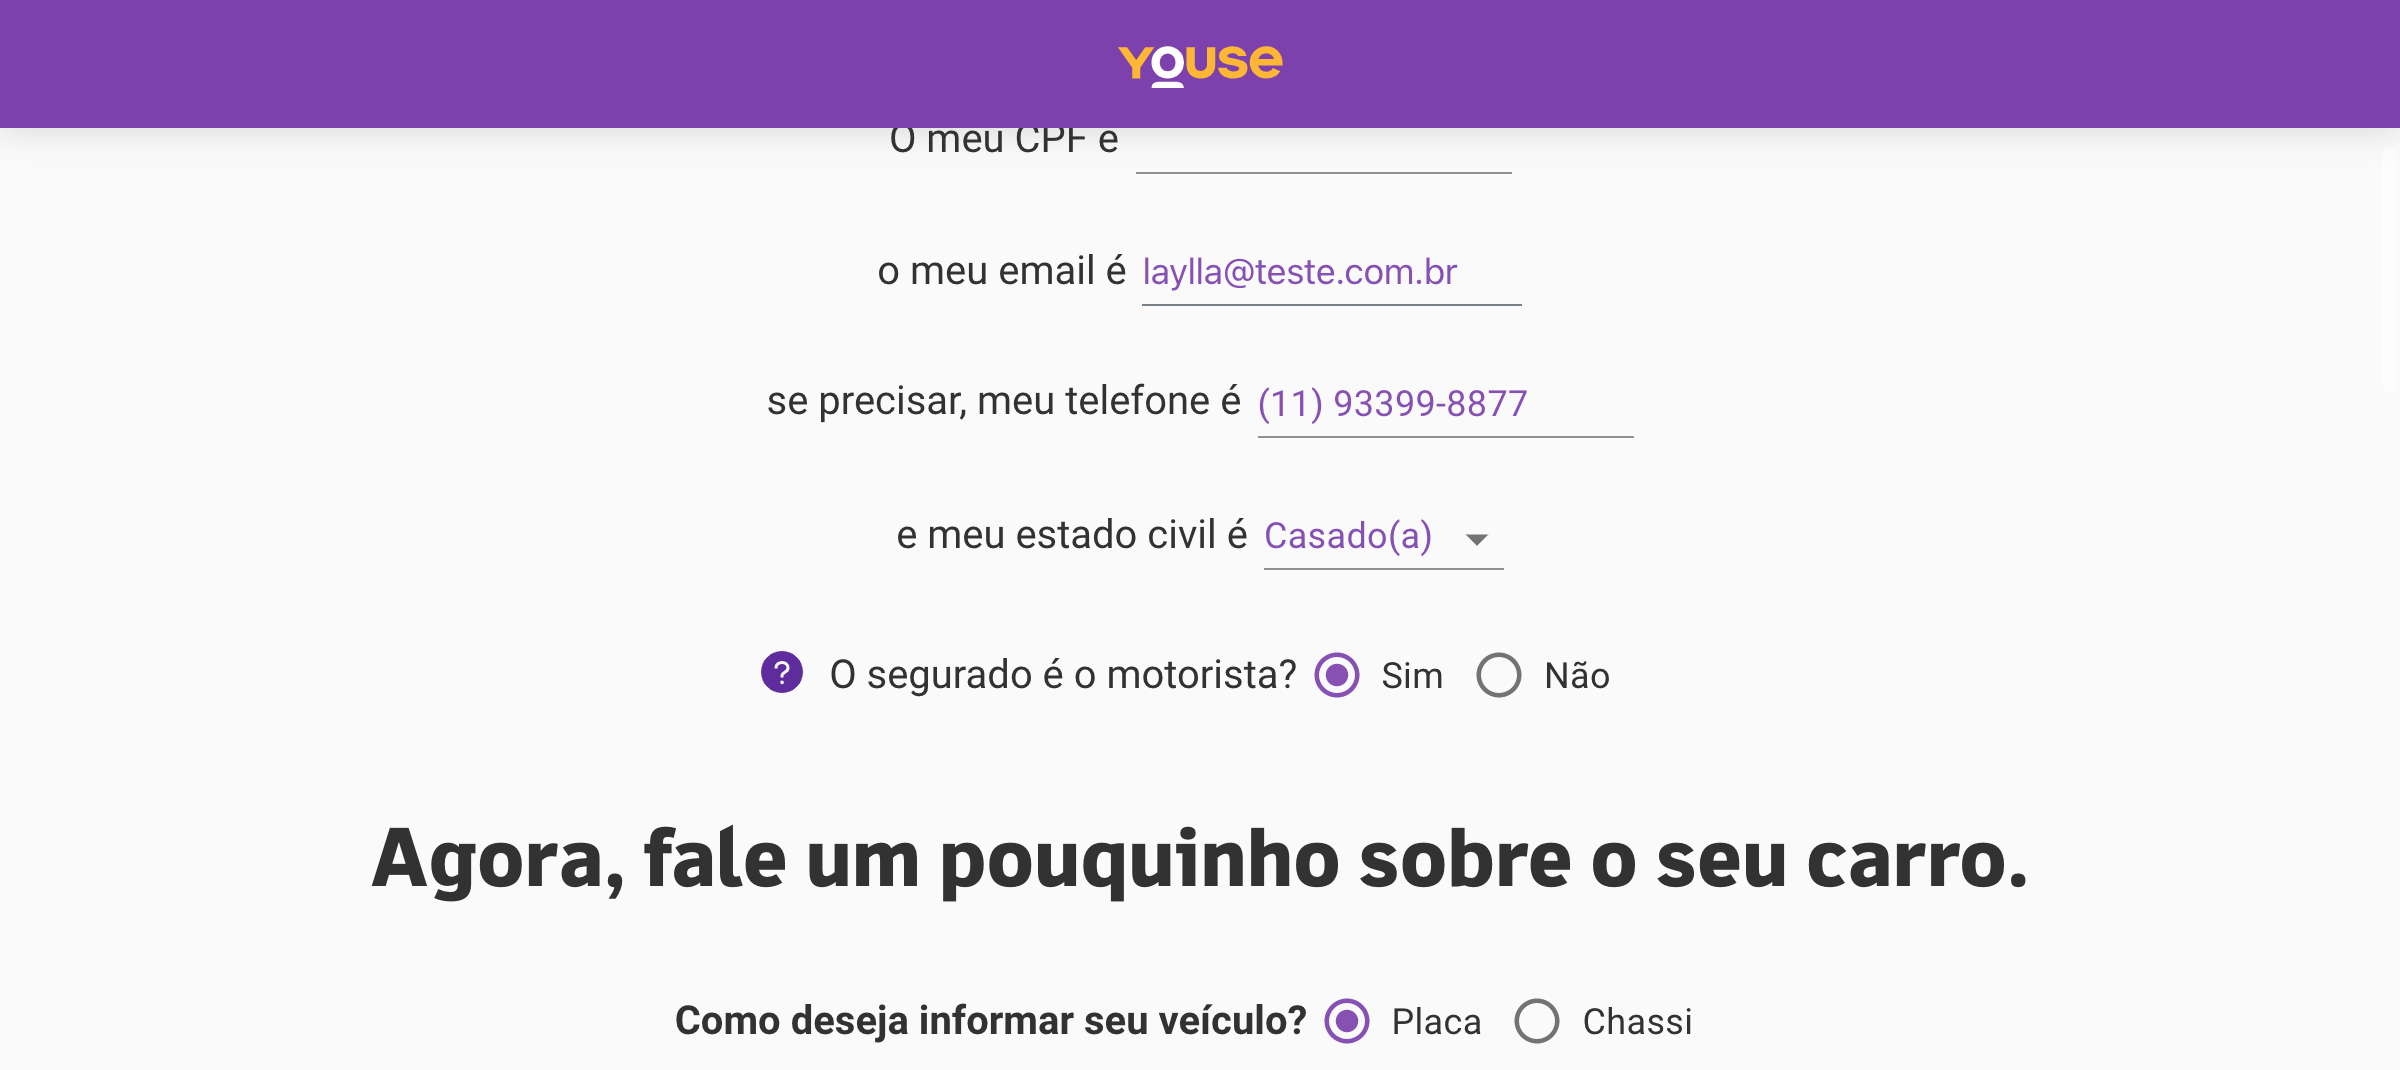 youse
O meu CPF é
o meu email é laylla@teste.com.br
se precisar, meu telefone é (11) 93399-8877
e meu estado civil é Casado(a)
? O segurado é o motorista? Sim Não
Agora, fale um pouquinho sobre o seu carro.
Como deseja informar seu veículo? Placa Chassi